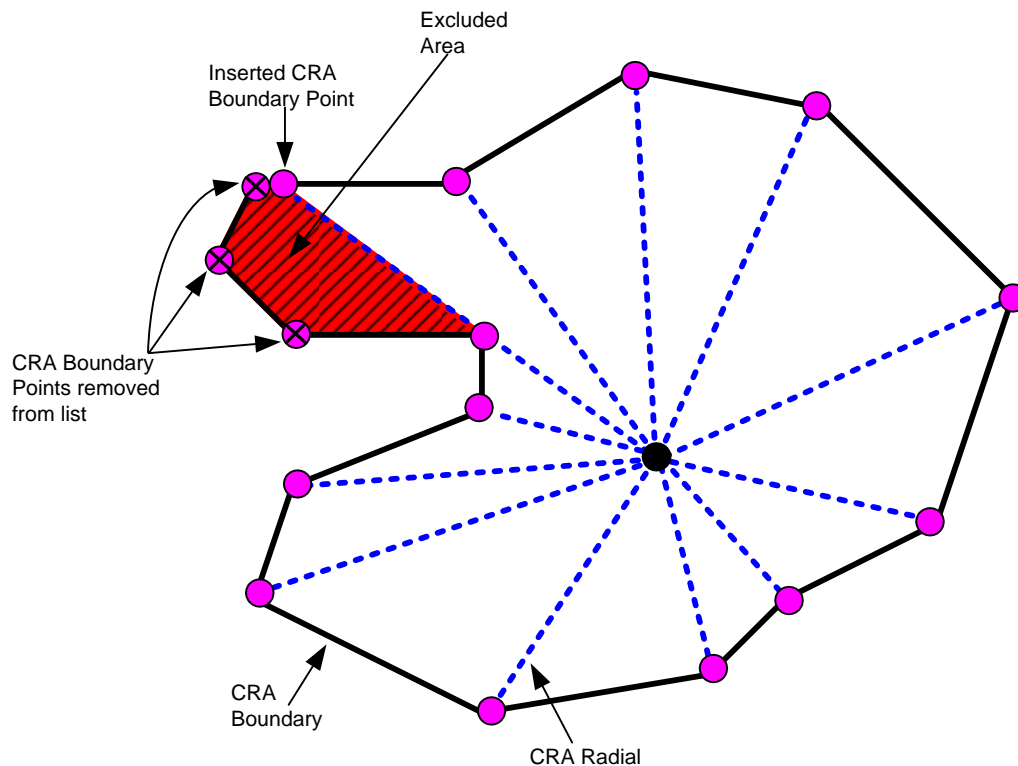 Excluded
Area
Inserted CRA
Boundary Point
CRA Boundary
Points removed
from list
CRA
Boundary
CRA Radial